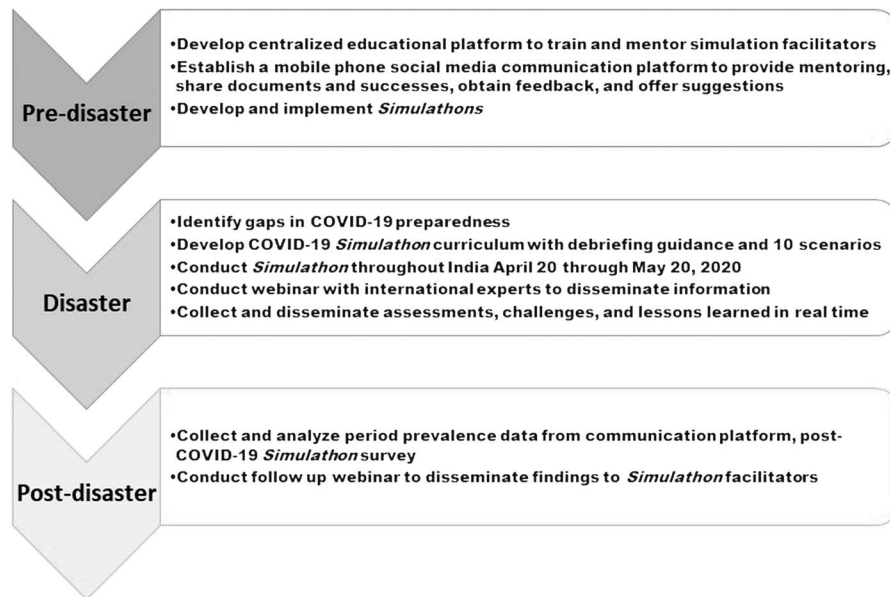 Pre-disaster
•Develop centralized educational platform to train and mentor simulation facilitators
•Establish a mobile phone social media communication platform to provide mentoring,
share documents and successes, obtain feedback, and offer suggestions
•Develop and implement Simulathons
Disaster
•Identify gaps in COVID-19 preparedness
•Develop COVID-19 Simulathon curriculum with debriefing guidance and 10 scenarios
•Conduct Simulathon throughout India April 20 through May 20, 2020
•Conduct webinar with international experts to disseminate information
•Collect and disseminate assessments, challenges, and lessons learned in real time
Post-disaster
•Collect and analyze period prevalence data from communication platform, post-
COVID-19 Simulathon survey
•Conduct follow up webinar to disseminate findings to Simulathon facilitators